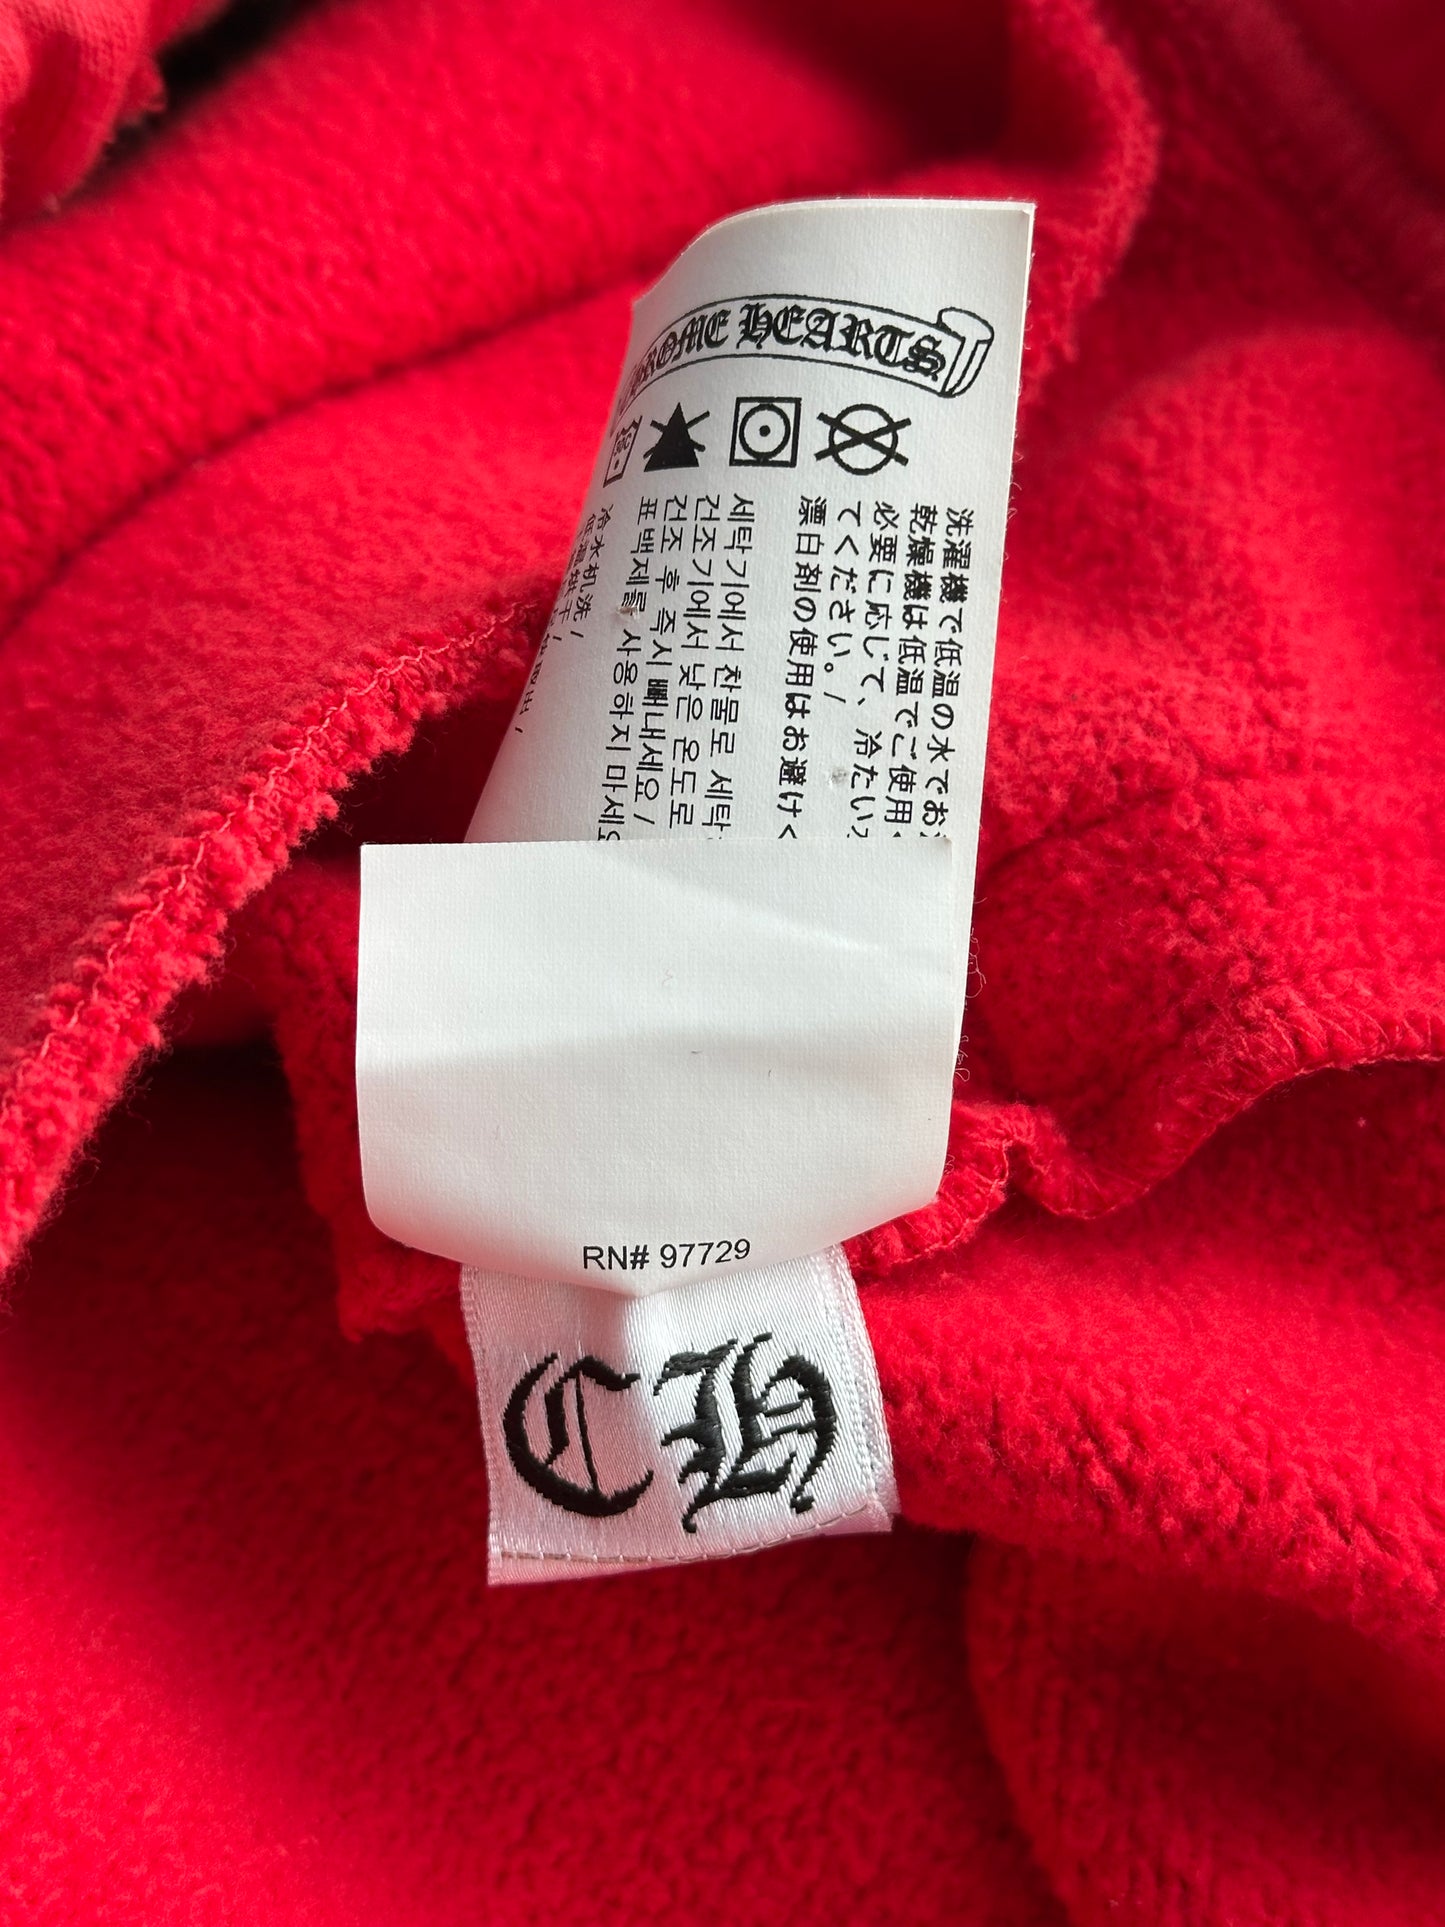 HEARTS
洗濯機で低温の水でお
乾燥機は低温でご使用く
必要に応じて、冷たい
てください。/
漂白剤の使用はお避けく
세탁기에서 찬물로 세탁
건조기에서 낮은 온도로
건조 후 즉시 빼내세요 /
표백제를 사용하지 마세요
冷水机洗 /
RN# 97729
CH